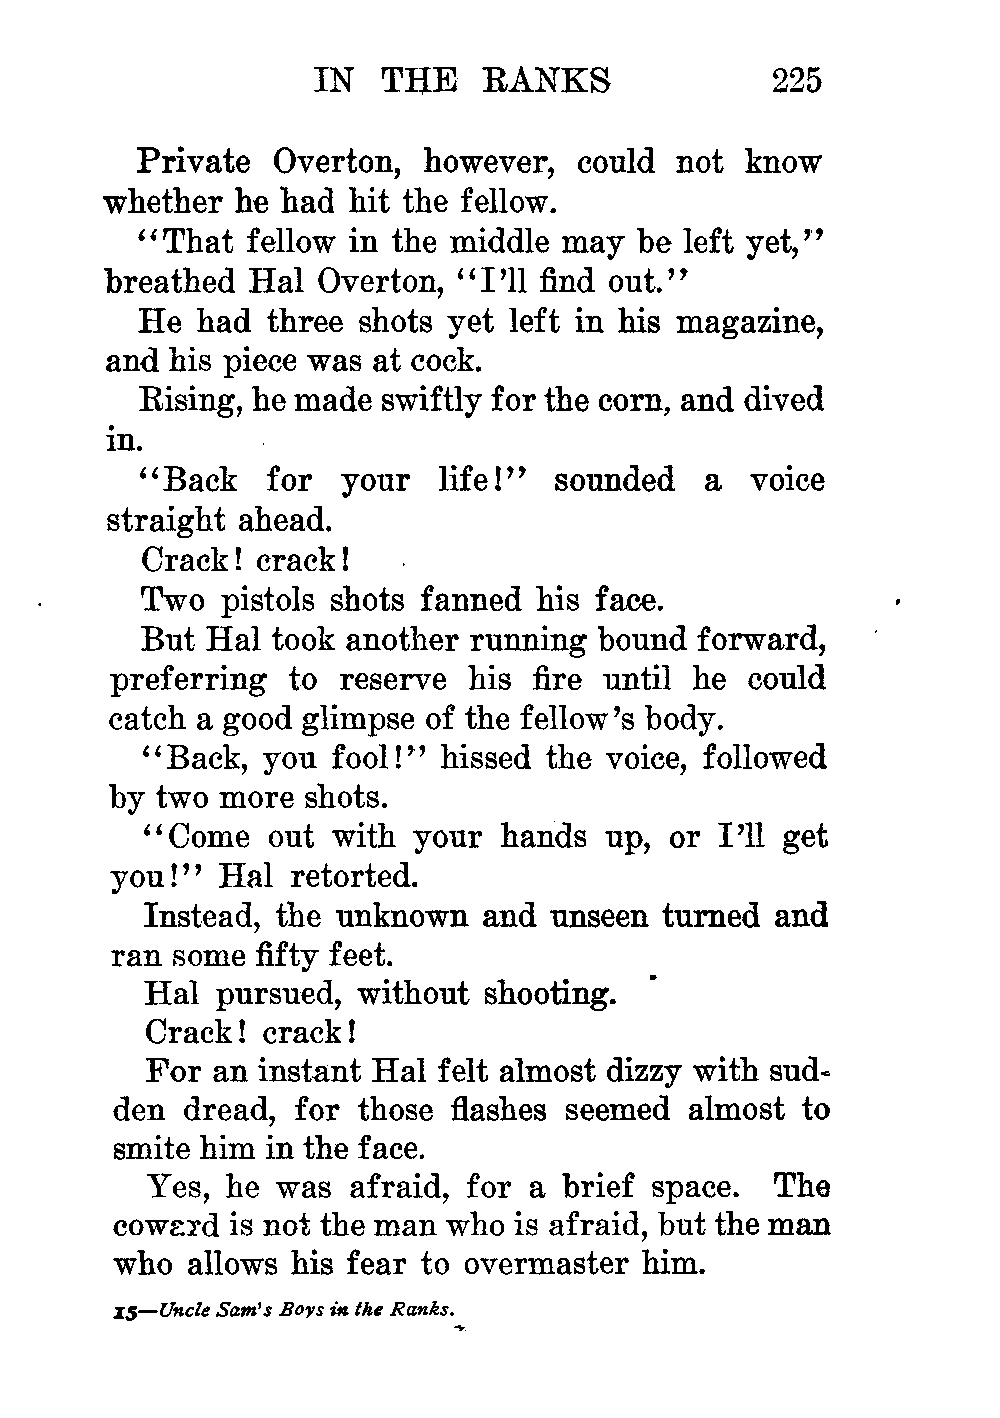 IN THE RANKS 225
Private Overton, however, could not know
whether he had hit the fellow.
“That fellow in the middle may be left yet,”
breathed Hal Overton, “I’ll find out.”
He had three shots yet left in his magazine,
and his piece was at cock.
Rising, he made swiftly for the corn, and dived
in.
“Back for your life!” sounded a voice
straight ahead.
Crack! crack!
Two pistols shots fanned his face.
But Hal took another running bound forward,
preferring to reserve his fire until he could
catch a good glimpse of the fellow’s body.
“Back, you fool!” hissed the voice, followed
by two more shots.
“Come out with your hands up, or I’ll get
you!” Hal retorted.
Instead, the unknown and unseen turned and
ran some fifty feet.
Hal pursued, without shooting.
Crack! crack!
For an instant Hal felt almost dizzy with sud-
den dread, for those flashes seemed almost to
smite him in the face.
Yes, he was afraid, for a brief space. The
coward is not the man who is afraid, but the man
who allows his fear to overmaster him.
15—Uncle Sam's Boys in the Ranks.